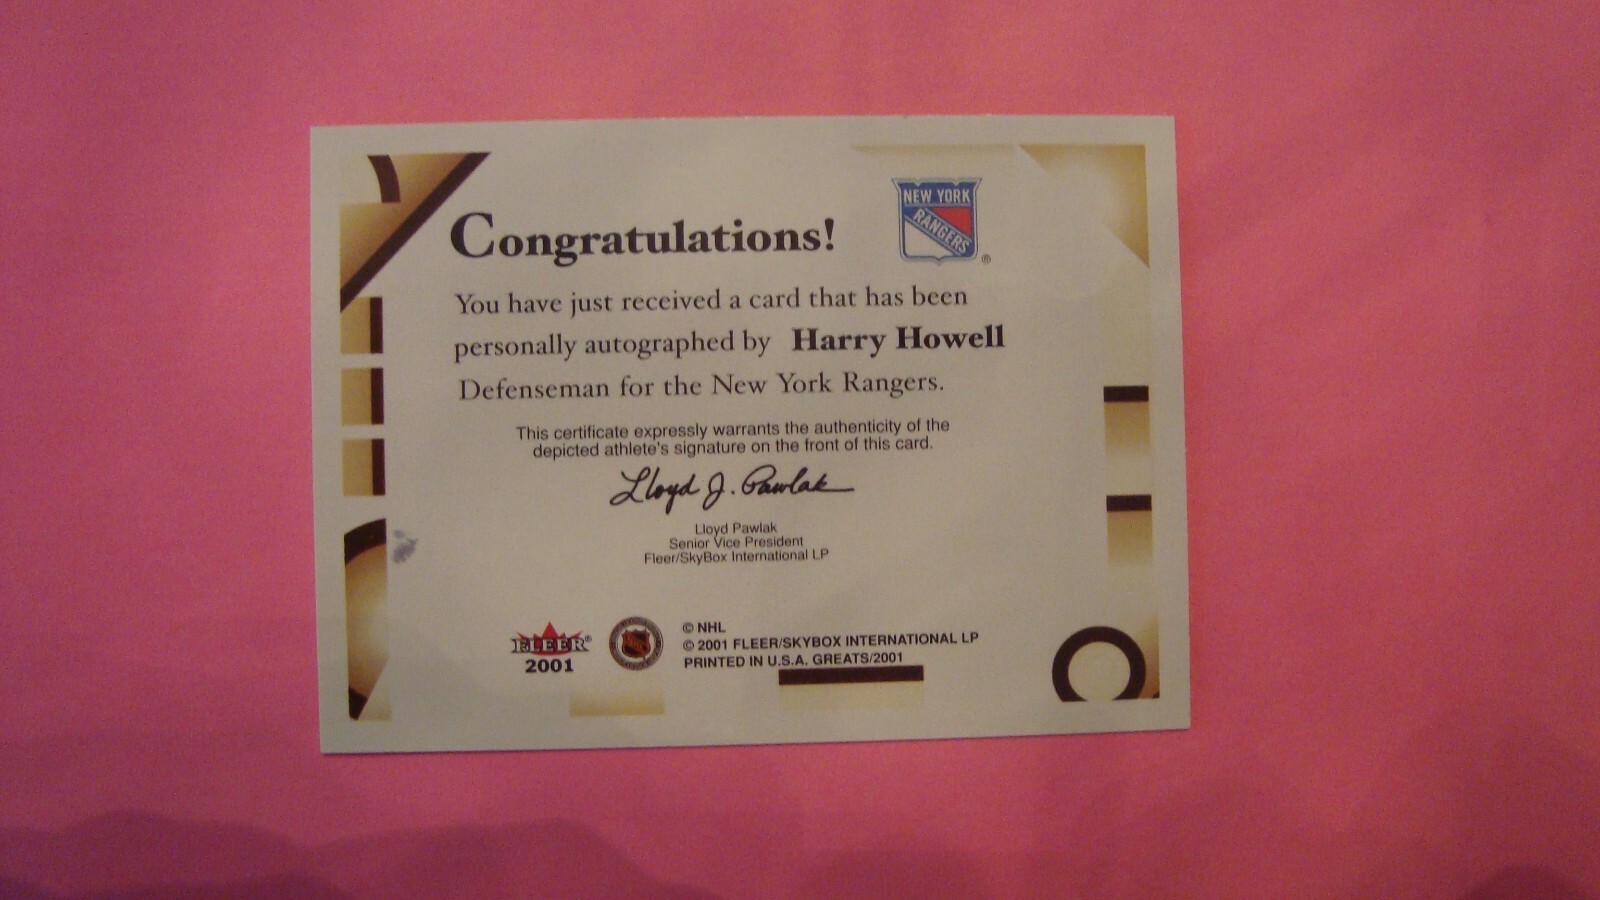 NEW YORK
RANGERS
®
Congratulations!
You have just received a card that has been
personally autographed by Harry Howell
Defenseman for the New York Rangers.
This certificate expressly warrants the authenticity of the
depicted athlete's signature on the front of this card.
Lloyd J. Pawlak
Lloyd Pawlak
Senior Vice President
Fleer/SkyBox International LP
FLEER®
2001
© NHL
© 2001 FLEER/SKYBOX INTERNATIONAL LP
PRINTED IN U.S.A. GREATS/2001